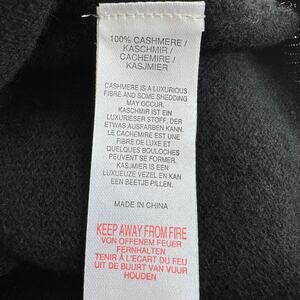 100% CASHMERE /
KASCHMIR /
CACHEMIRE /
KASJMIER
CASHMERE IS A LUXURIOUS
FIBRE AND SOME SHEDDING
MAY OCCUR.
KASCHMIR IST EIN
LUXURIESER STOFF, DER
ETWAS AUSFARBEN KANN.
LE CACHEMIRE EST UNE
FIBRE DE LUXE ET
QUELQUES BOULOCHES
PEUVENT SE FORMER.
KASJMIER IS EEN
LUXUEUZE VEZEL EN KAN
EEN BEETJE PILLEN.
MADE IN CHINA
KEEP AWAY FROM FIRE
VON OFFENEM FEUER
FERNHALTEN
TENIR À L'ECART DU FEU
UIT DE BUURT VAN VUUR
HOUDEN